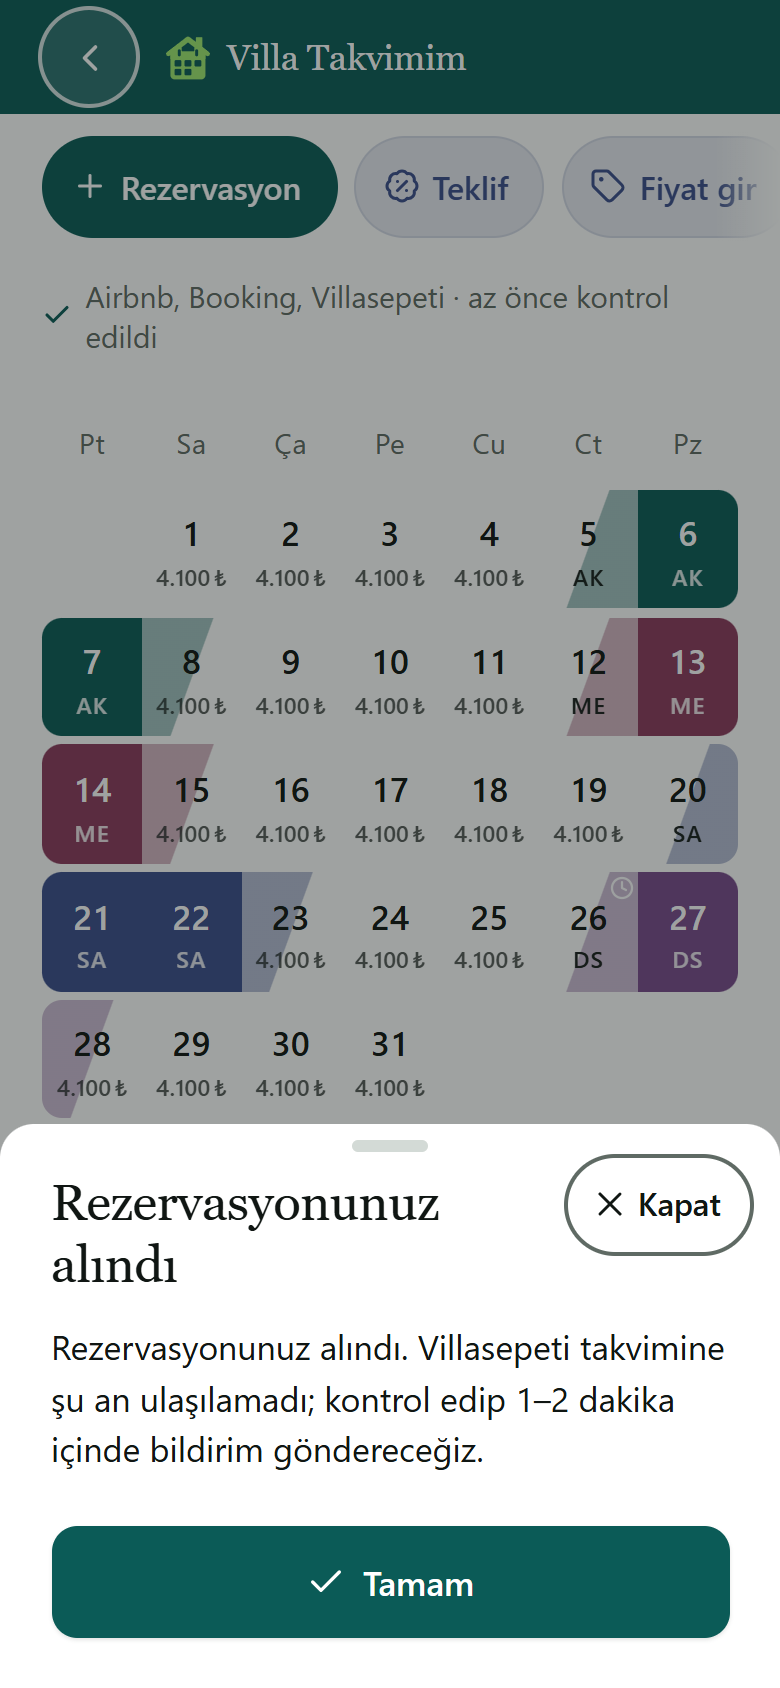 Villa Takvimim
Rezervasyon
Teklif
Fiyat gir
Airbnb, Booking, Villasepeti · az önce kontrol
edildi
Pt Sa Ça Pe Cu Ct Pz
1 2 3 4 5 6
4.100 ₺ 4.100 ₺ 4.100 ₺ 4.100 ₺ AK AK
7 8 9 10 11 12 13
AK 4.100 ₺ 4.100 ₺ 4.100 ₺ 4.100 ₺ ME ME
14 15 16 17 18 19 20
ME 4.100 ₺ 4.100 ₺ 4.100 ₺ 4.100 ₺ 4.100 ₺ SA
21 22 23 24 25 26 27
SA SA 4.100 ₺ 4.100 ₺ 4.100 ₺ DS DS
28 29 30 31
4.100 ₺ 4.100 ₺ 4.100 ₺ 4.100 ₺
Rezervasyonunuz
alındı
Kapat
Rezervasyonunuz alındı. Villasepeti takvimine
şu an ulaşılamadı; kontrol edip 1–2 dakika
içinde bildirim göndereceğiz.
Tamam